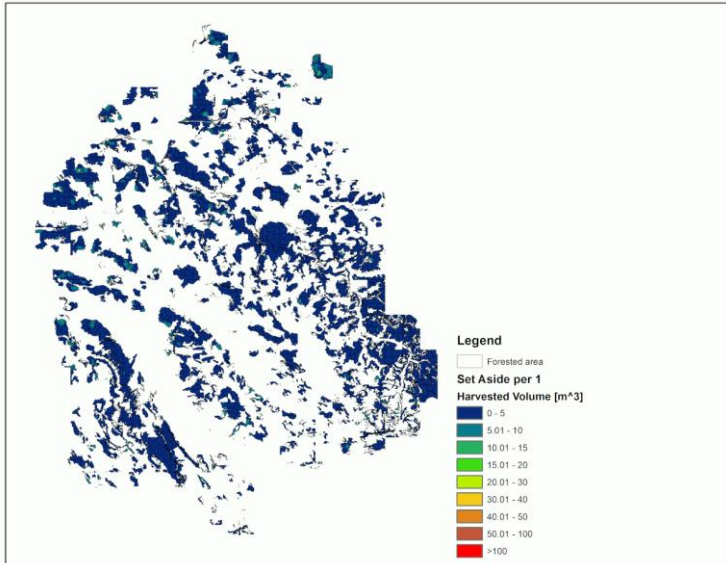 Legend
Forested area
Set Aside per 1
Harvested Volume [m^3]
0 - 5
5.01 - 10
10.01 - 15
15.01 - 20
20.01 - 30
30.01 - 40
40.01 - 50
50.01 - 100
>100